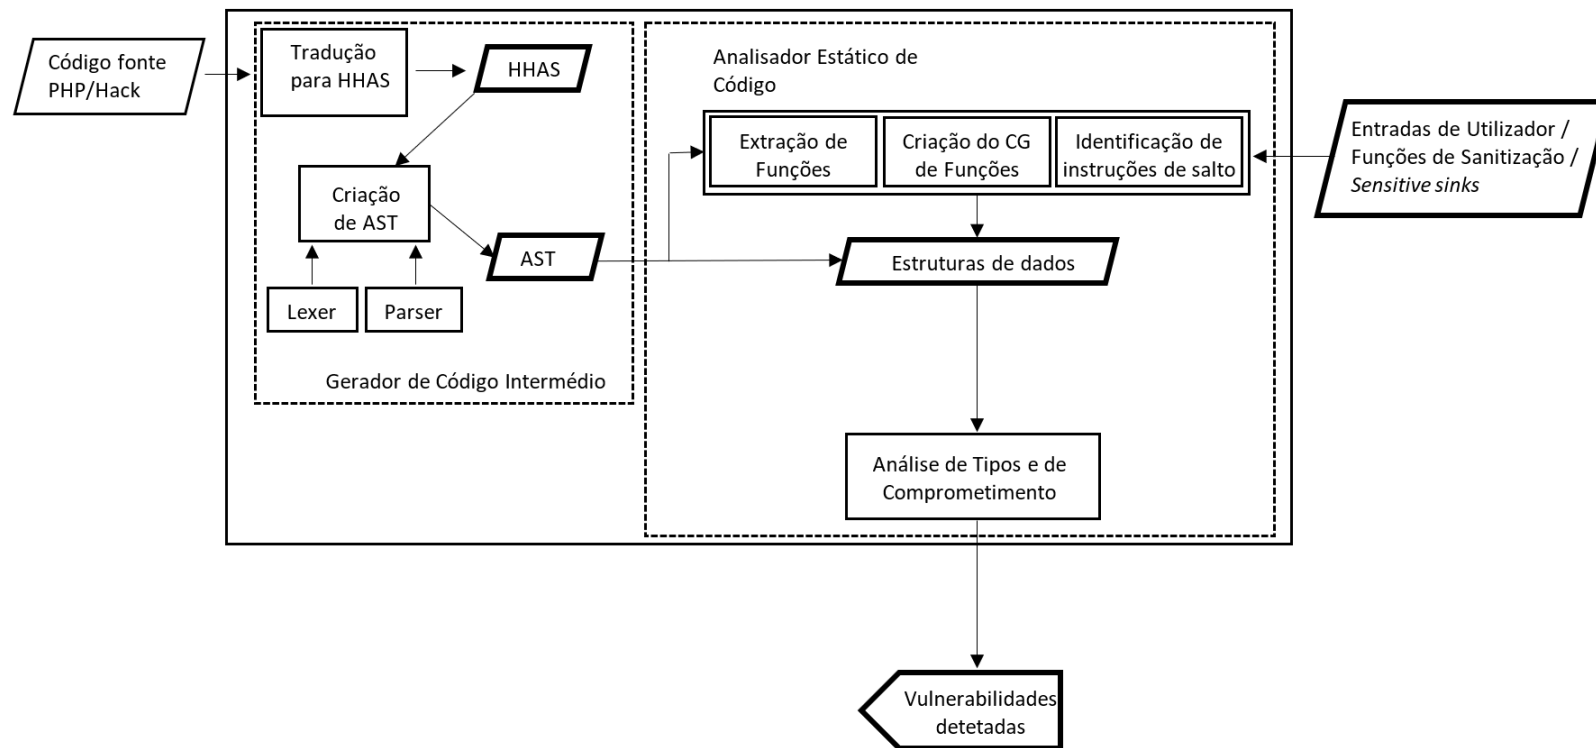 Código fonte
PHP/Hack
Tradução
para HHAS
HHAS
Criação
de AST
AST
Lexer
Parser
Gerador de Código Intermédio
Analisador Estático de
Código
Extração de
Funções
Criação do CG
de Funções
Identificação de
instruções de salto
Entradas de Utilizador /
Funções de Sanitização /
Sensitive sinks
Estruturas de dados
Análise de Tipos e de
Comprometimento
Vulnerabilidades
detetadas